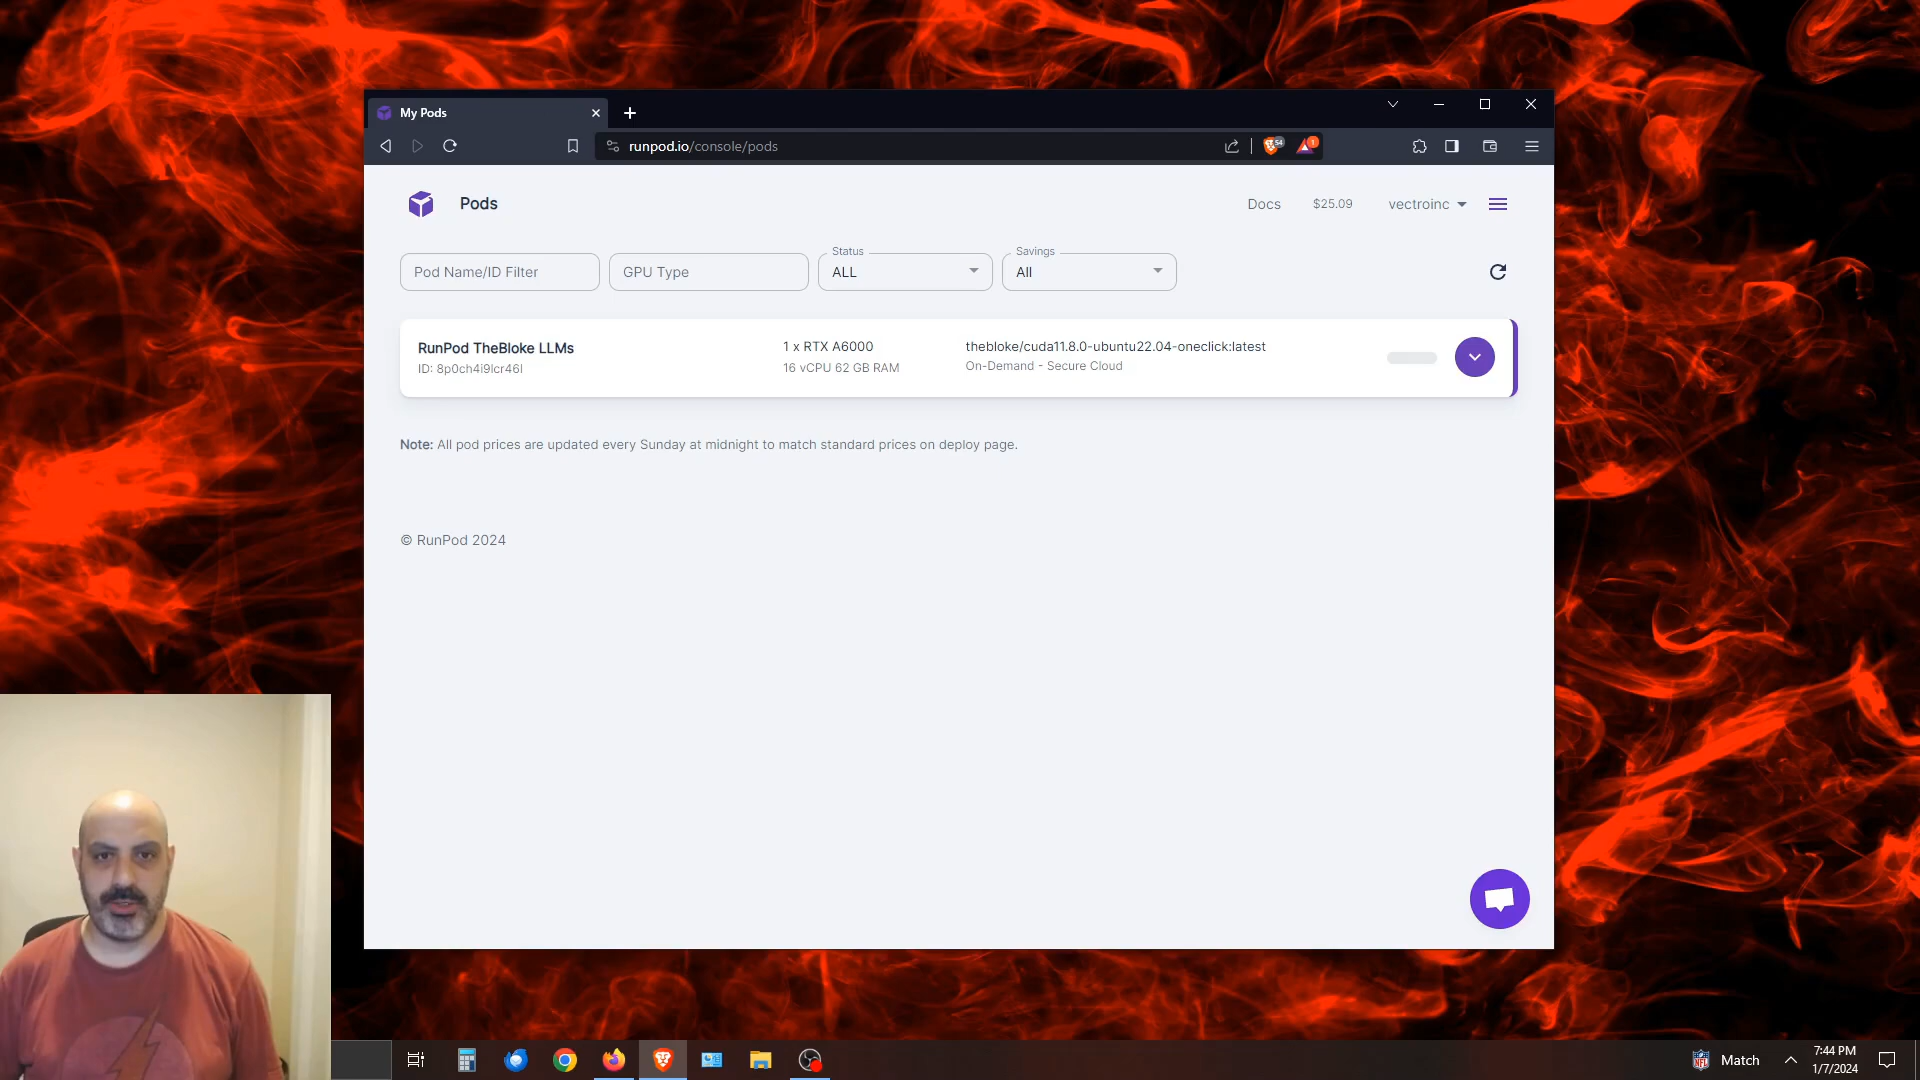 My Pods
runpod.io/console/pods
54
1
Pods
Docs
$25.09
vectroinc
Pod Name/ID Filter
GPU Type
Status
ALL
Savings
All
RunPod TheBloke LLMs
ID: 8p0ch4i9lcr46l
1 x RTX A6000
16 vCPU 62 GB RAM
thebloke/cuda11.8.0-ubuntu22.04-oneclick:latest
On-Demand - Secure Cloud
Note: All pod prices are updated every Sunday at midnight to match standard prices on deploy page.
© RunPod 2024
NFL
Match
7:44 PM
1/7/2024